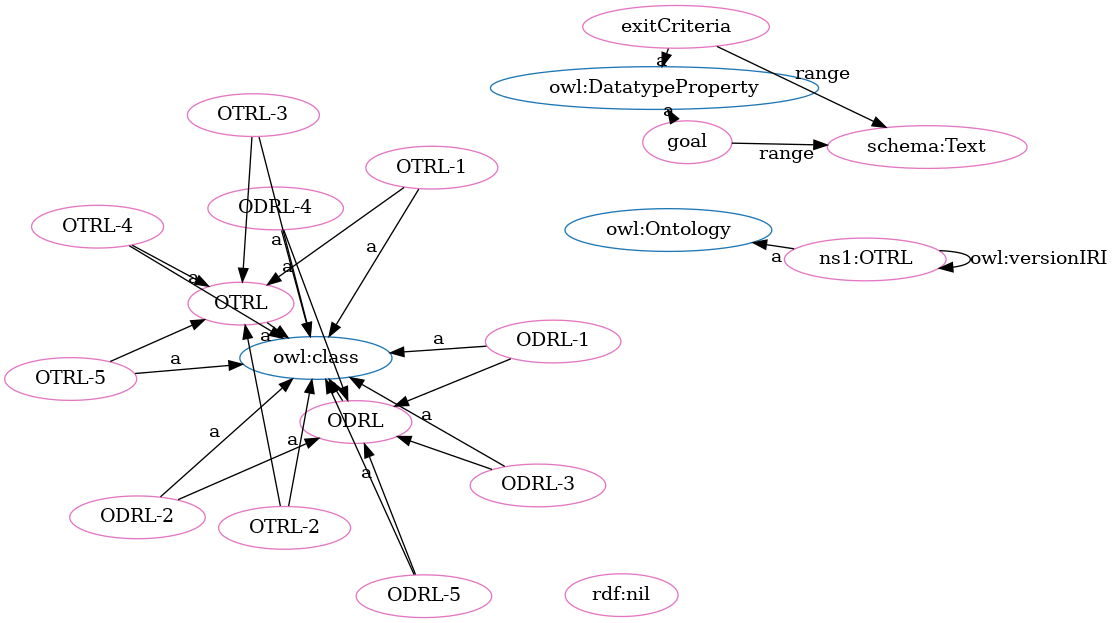 exitCriteria
a
range
owl:DatatypeProperty
a
goal
range
schema:Text
OTRL-3
OTRL-1
OTRL-4
ODRL-4
a
a
a
a
OTRL
a
owl:Ontology
a
ns1:OTRL
owl:versionIRI
owl:class
a
ODRL-1
OTRL-5
a
ODRL
a
a
a
a
ODRL-3
ODRL-2
OTRL-2
ODRL-5
rdf:nil